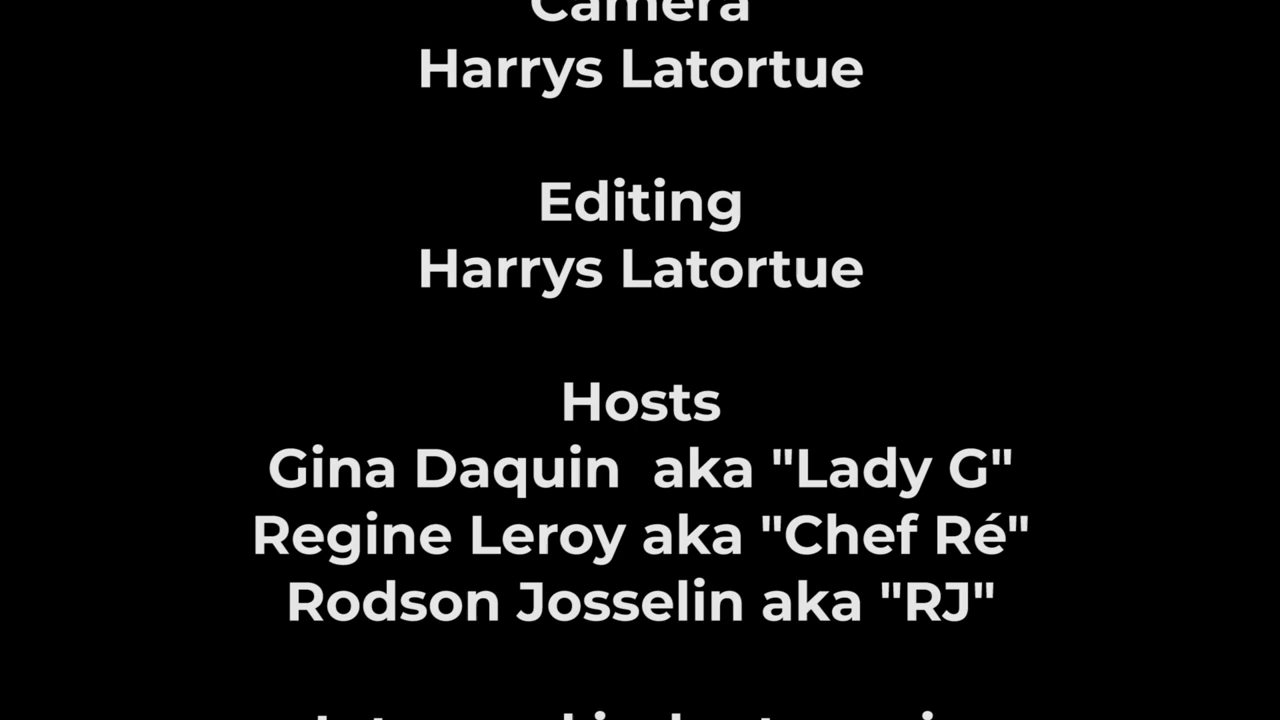 Camera
Harrys Latortue
Editing
Harrys Latortue
Hosts
Gina Daquin  aka "Lady G"
Regine Leroy aka "Chef Ré"
Rodson Josselin aka "RJ"